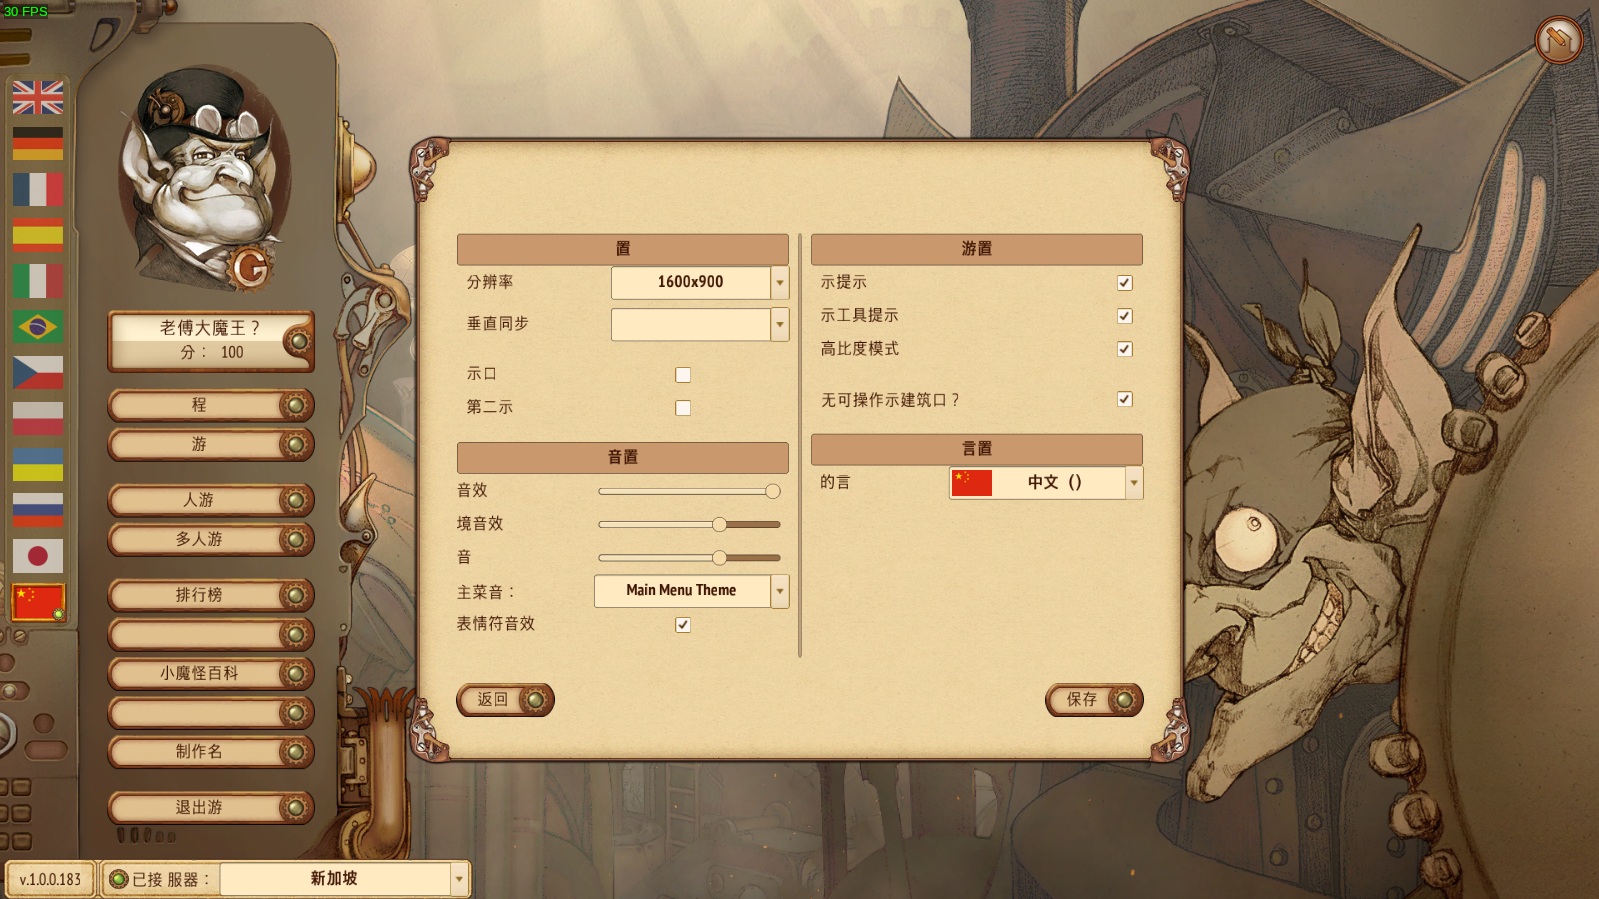 30 FPS
老傅大魔王？
分： 100
程
游
人游
多人游
排行榜
小魔怪百科
制作名
退出游
v.1.0.0.183
已接 服器：
新加坡
置
分辨率
1600x900
垂直同步
示口
第二示
音置
音效
境音效
音
主菜音：
Main Menu Theme
表情符音效
返回
游置
示提示
示工具提示
高比度模式
无可操作示建筑口？
言置
的言
中文 ()
保存